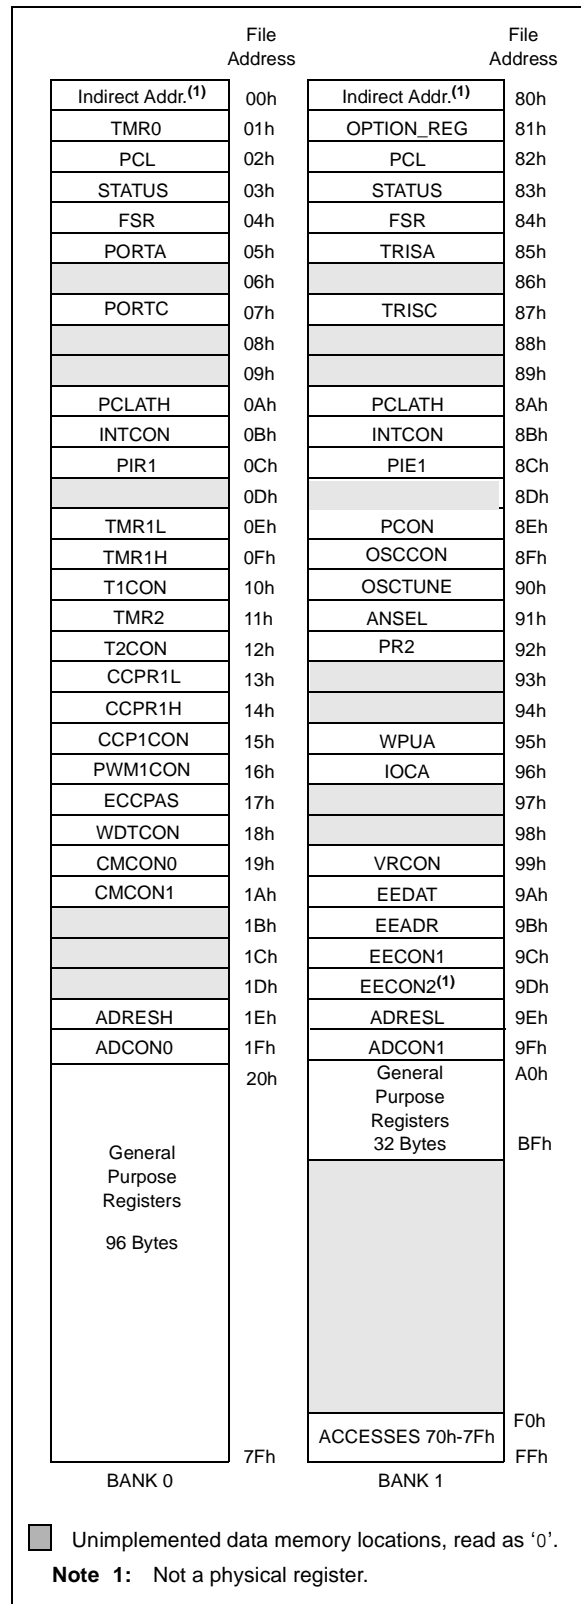 File Address File Address
Indirect Addr.(1) 00h Indirect Addr.(1) 80h
TMR0 01h OPTION_REG 81h
PCL 02h PCL 82h
STATUS 03h STATUS 83h
FSR 04h FSR 84h
PORTA 05h TRISA 85h
06h 86h
PORTC 07h TRISC 87h
08h 88h
09h 89h
PCLATH 0Ah PCLATH 8Ah
INTCON 0Bh INTCON 8Bh
PIR1 0Ch PIE1 8Ch
0Dh 8Dh
TMR1L 0Eh PCON 8Eh
TMR1H 0Fh OSCCON 8Fh
T1CON 10h OSCTUNE 90h
TMR2 11h ANSEL 91h
T2CON 12h PR2 92h
CCPR1L 13h 93h
CCPR1H 14h 94h
CCP1CON 15h WPUA 95h
PWM1CON 16h IOCA 96h
ECCPAS 17h 97h
WDTCON 18h 98h
CMCON0 19h VRCON 99h
CMCON1 1Ah EEDAT 9Ah
1Bh EEADR 9Bh
1Ch EECON1 9Ch
1Dh EECON2(1) 9Dh
ADRESH 1Eh ADRESL 9Eh
ADCON0 1Fh ADCON1 9Fh
20h General A0h
Purpose
Registers
32 Bytes BFh
General
Purpose
Registers
96 Bytes
F0h
ACCESSES 70h-7Fh
7Fh FFh
BANK 0 BANK 1
Unimplemented data memory locations, read as ‘0’.
Note 1: Not a physical register.